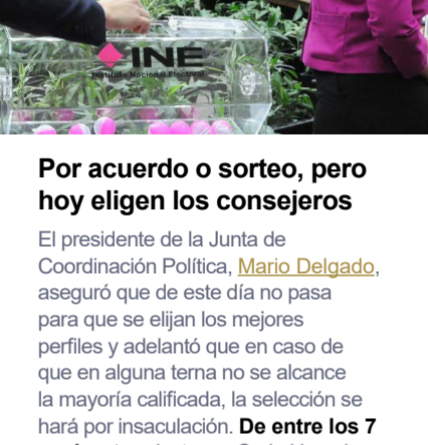 INE
Instituto Nacional Electoral
Por acuerdo o sorteo, pero
hoy eligen los consejeros
El presidente de la Junta de
Coordinación Política, Mario Delgado,
aseguró que de este día no pasa
para que se elijan los mejores
perfiles y adelantó que en caso de
que en alguna terna no se alcance
la mayoría calificada, la selección se
hará por insaculación. De entre los 7